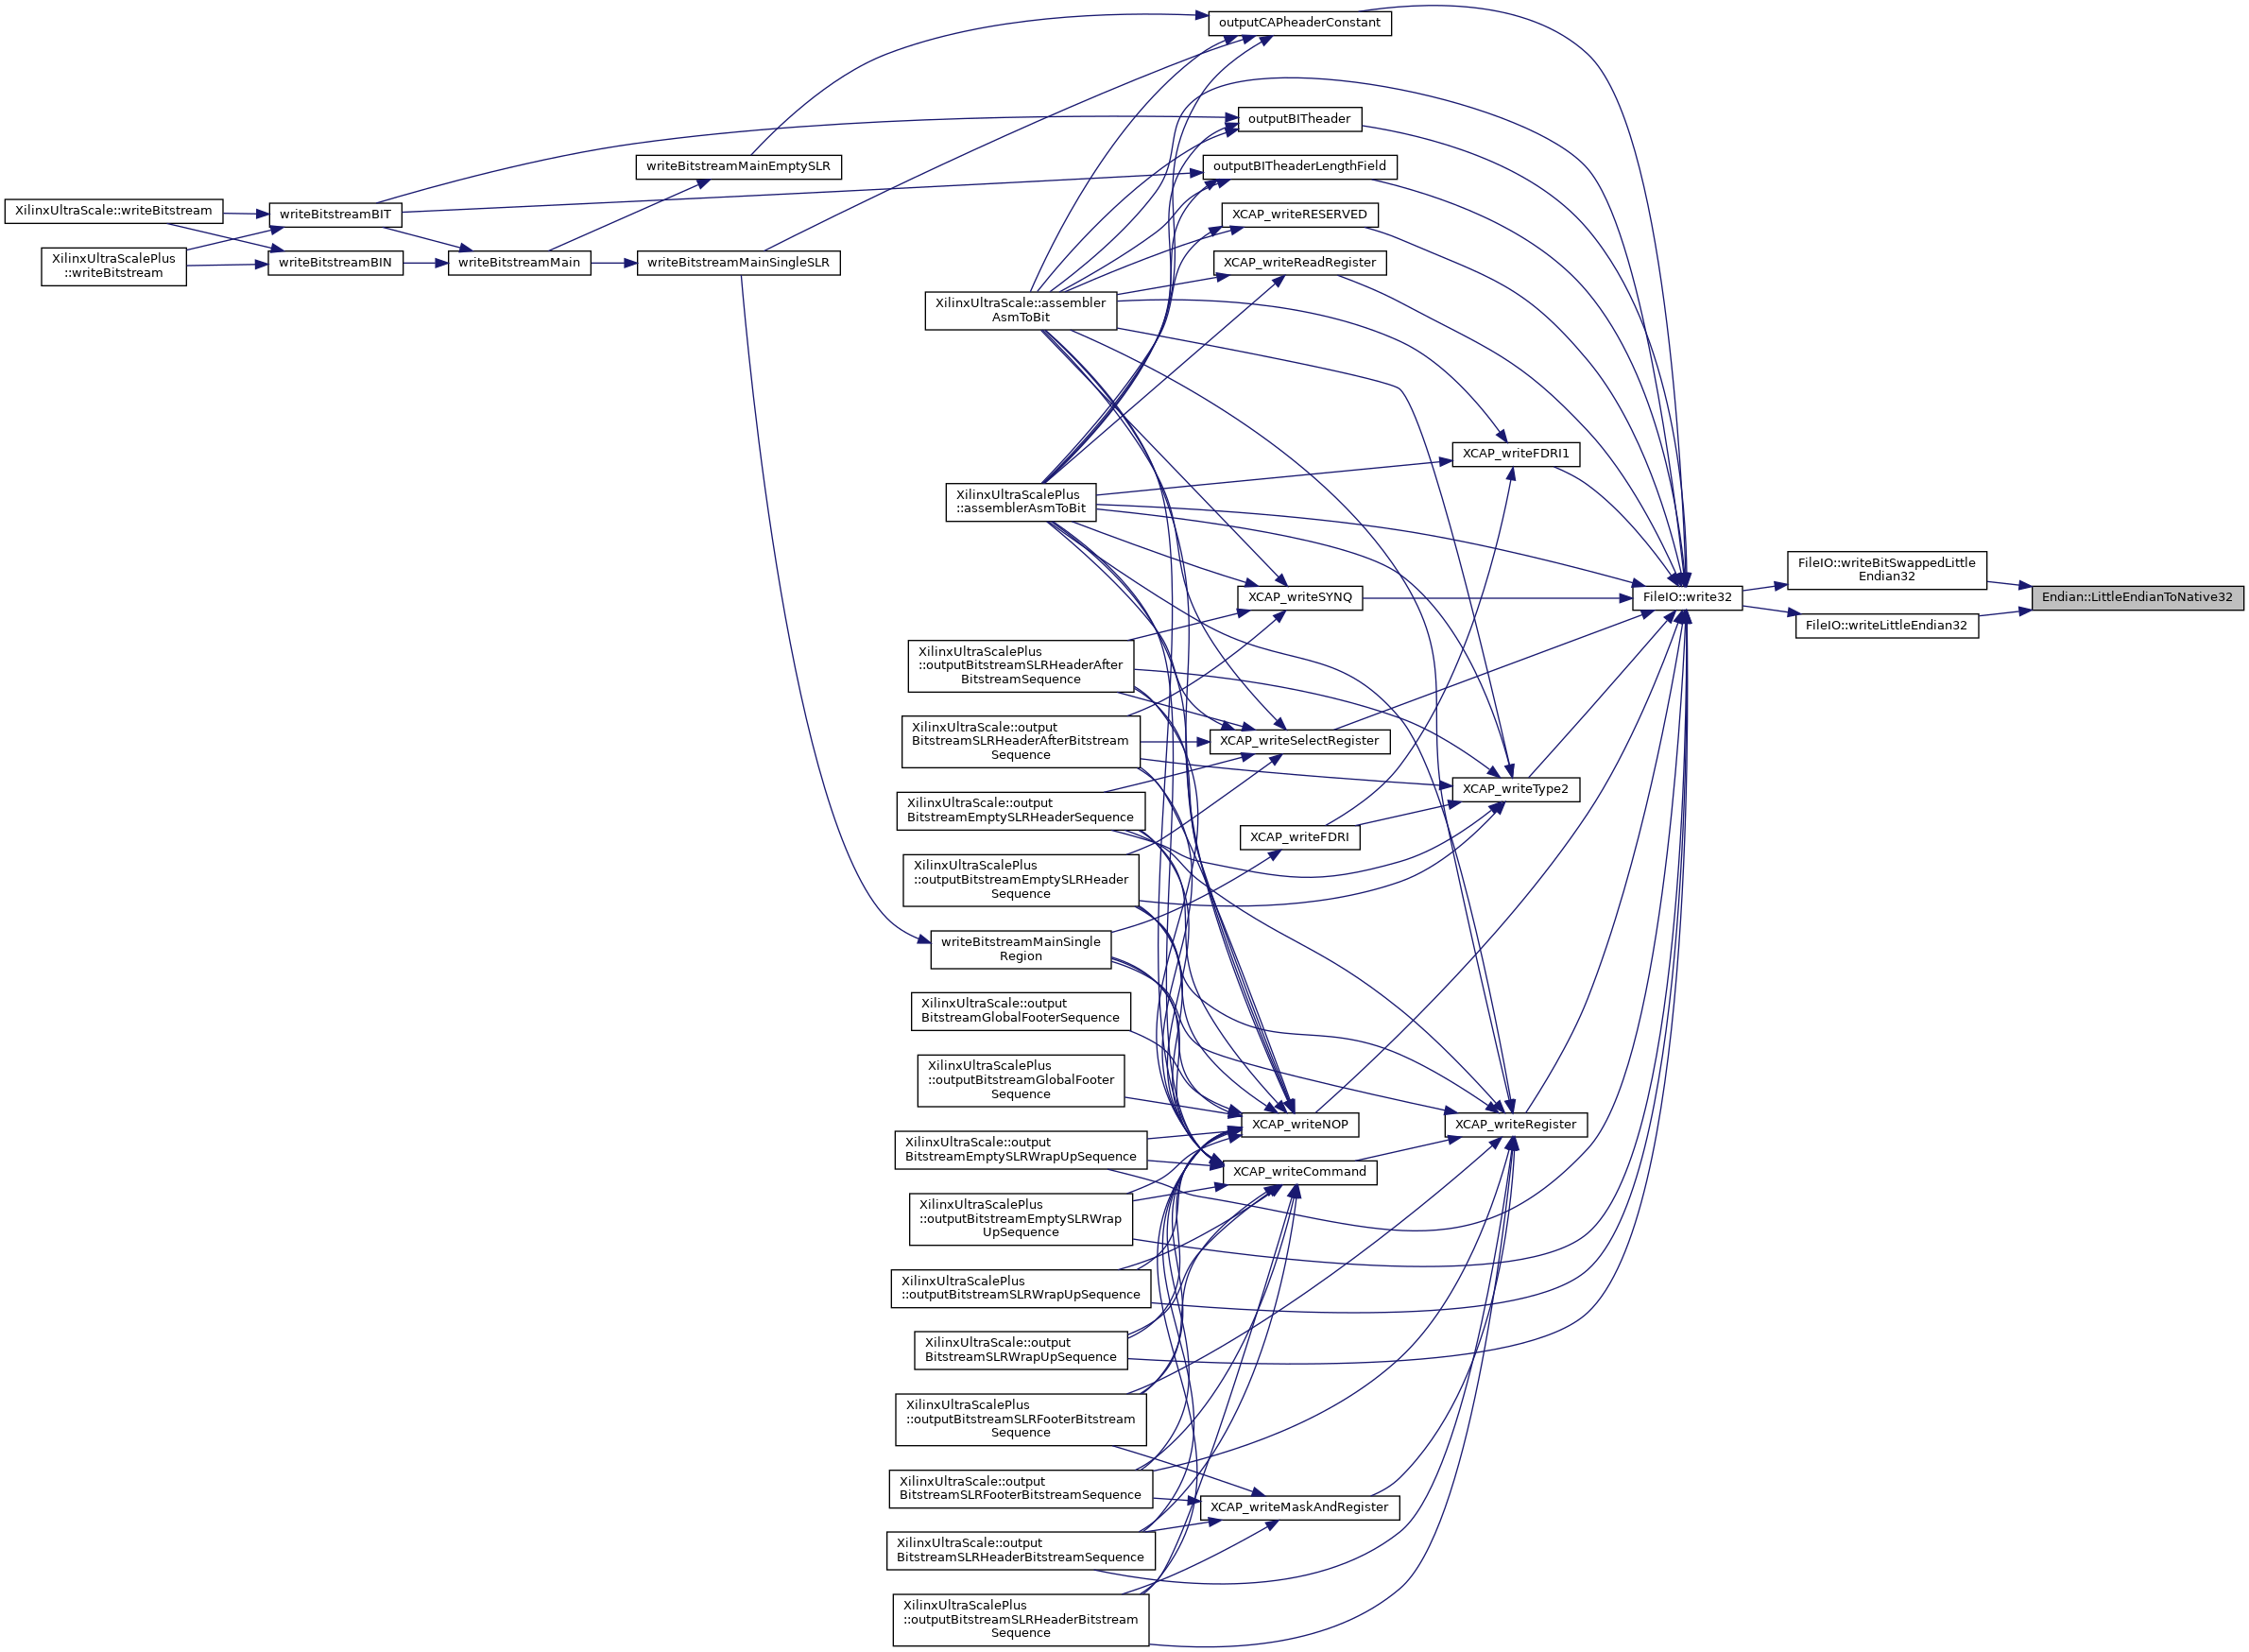 outputCAPheaderConstant
outputBITheader
writeBitstreamMainEmptySLR
outputBITheaderLengthField
XilinxUltraScale::writeBitstream
writeBitstreamBIT
XCAP_writeRESERVED
XilinxUltraScalePlus
::writeBitstream
writeBitstreamBIN
writeBitstreamMain
writeBitstreamMainSingleSLR
XCAP_writeReadRegister
XilinxUltraScale::assembler
AsmToBit
XCAP_writeFDRI1
XilinxUltraScalePlus
::assemblerAsmToBit
FileIO::writeBitSwappedLittle
Endian32
XCAP_writeSYNQ
FileIO::write32
Endian::LittleEndianToNative32
FileIO::writeLittleEndian32
XilinxUltraScalePlus
::outputBitstreamSLRHeaderAfter
BitstreamSequence
XilinxUltraScale::output
BitstreamSLRHeaderAfterBitstream
Sequence
XCAP_writeSelectRegister
XCAP_writeType2
XilinxUltraScale::output
BitstreamEmptySLRHeaderSequence
XCAP_writeFDRI
XilinxUltraScalePlus
::outputBitstreamEmptySLRHeader
Sequence
writeBitstreamMainSingle
Region
XilinxUltraScale::output
BitstreamGlobalFooterSequence
XilinxUltraScalePlus
::outputBitstreamGlobalFooter
Sequence
XCAP_writeNOP
XCAP_writeRegister
XilinxUltraScale::output
BitstreamEmptySLRWrapUpSequence
XCAP_writeCommand
XilinxUltraScalePlus
::outputBitstreamEmptySLRWrap
UpSequence
XilinxUltraScalePlus
::outputBitstreamSLRWrapUpSequence
XilinxUltraScale::output
BitstreamSLRWrapUpSequence
XilinxUltraScalePlus
::outputBitstreamSLRFooterBitstream
Sequence
XilinxUltraScale::output
BitstreamSLRFooterBitstreamSequence
XCAP_writeMaskAndRegister
XilinxUltraScale::output
BitstreamSLRHeaderBitstreamSequence
XilinxUltraScalePlus
::outputBitstreamSLRHeaderBitstream
Sequence